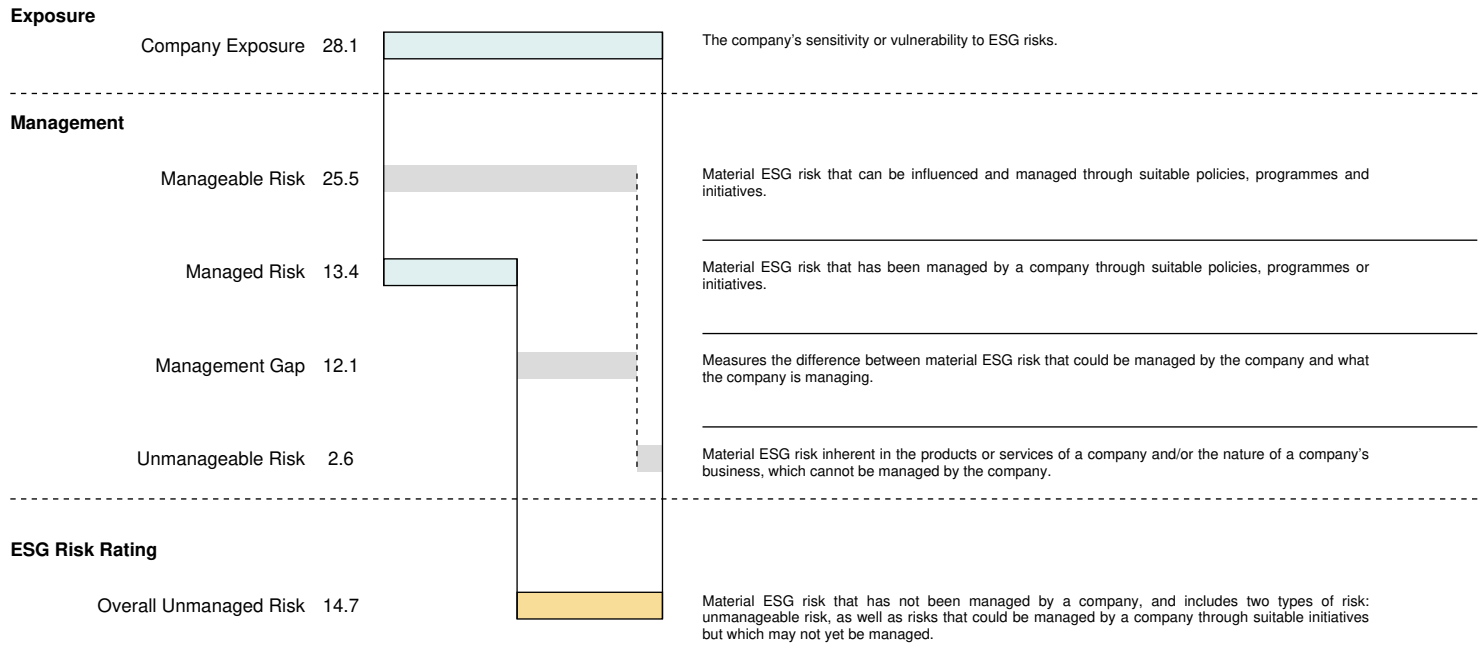 Exposure
Company Exposure 28.1
The company's sensitivity or vulnerability to ESG risks.
Management
Manageable Risk 25.5
Material ESG risk that can be influenced and managed through suitable policies, programmes and
initiatives.
Managed Risk 13.4
Material ESG risk that has been managed by a company through suitable policies, programmes or
initiatives.
Management Gap 12.1
Measures the difference between material ESG risk that could be managed by the company and what
the company is managing.
Unmanageable Risk 2.6
Material ESG risk inherent in the products or services of a company and/or the nature of a company's
business, which cannot be managed by the company.
ESG Risk Rating
Overall Unmanaged Risk 14.7
Material ESG risk that has not been managed by a company, and includes two types of risk:
unmanageable risk, as well as risks that could be managed by a company through suitable initiatives
but which may not yet be managed.